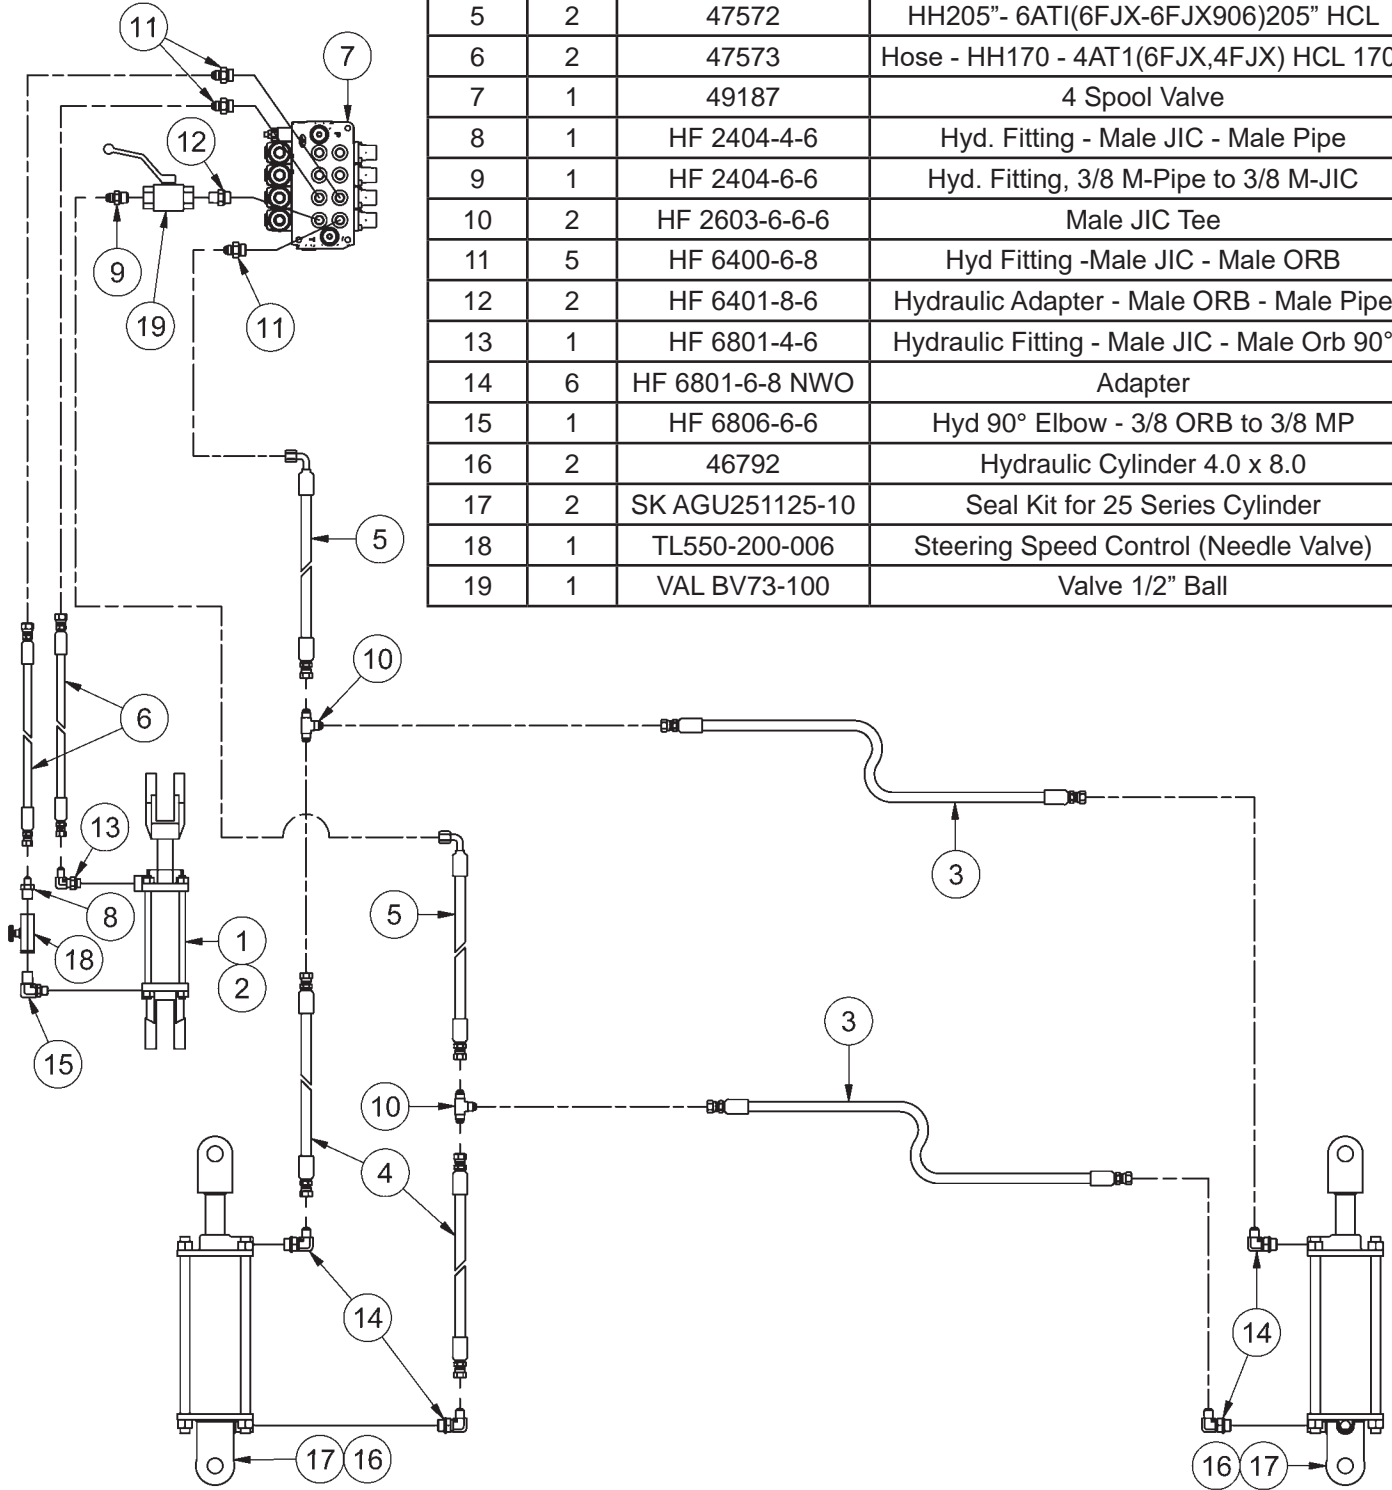 5 2 47572 HH205”- 6ATI(6FJX-6FJX906)205” HCL
6 2 47573 Hose - HH170 - 4AT1(6FJX,4FJX) HCL 170
7 1 49187 4 Spool Valve
8 1 HF 2404-4-6 Hyd. Fitting - Male JIC - Male Pipe
9 1 HF 2404-6-6 Hyd. Fitting, 3/8 M-Pipe to 3/8 M-JIC
10 2 HF 2603-6-6-6 Male JIC Tee
11 5 HF 6400-6-8 Hyd Fitting -Male JIC - Male ORB
12 2 HF 6401-8-6 Hydraulic Adapter - Male ORB - Male Pipe
13 1 HF 6801-4-6 Hydraulic Fitting - Male JIC - Male Orb 90°
14 6 HF 6801-6-8 NWO Adapter
15 1 HF 6806-6-6 Hyd 90° Elbow - 3/8 ORB to 3/8 MP
16 2 46792 Hydraulic Cylinder 4.0 x 8.0
17 2 SK AGU251125-10 Seal Kit for 25 Series Cylinder
18 1 TL550-200-006 Steering Speed Control (Needle Valve)
19 1 VAL BV73-100 Valve 1/2” Ball
11
7
12
9
19
11
5
10
6
13
3
8
5
1
18
2
3
15
10
4
14
14
17 16
16 17